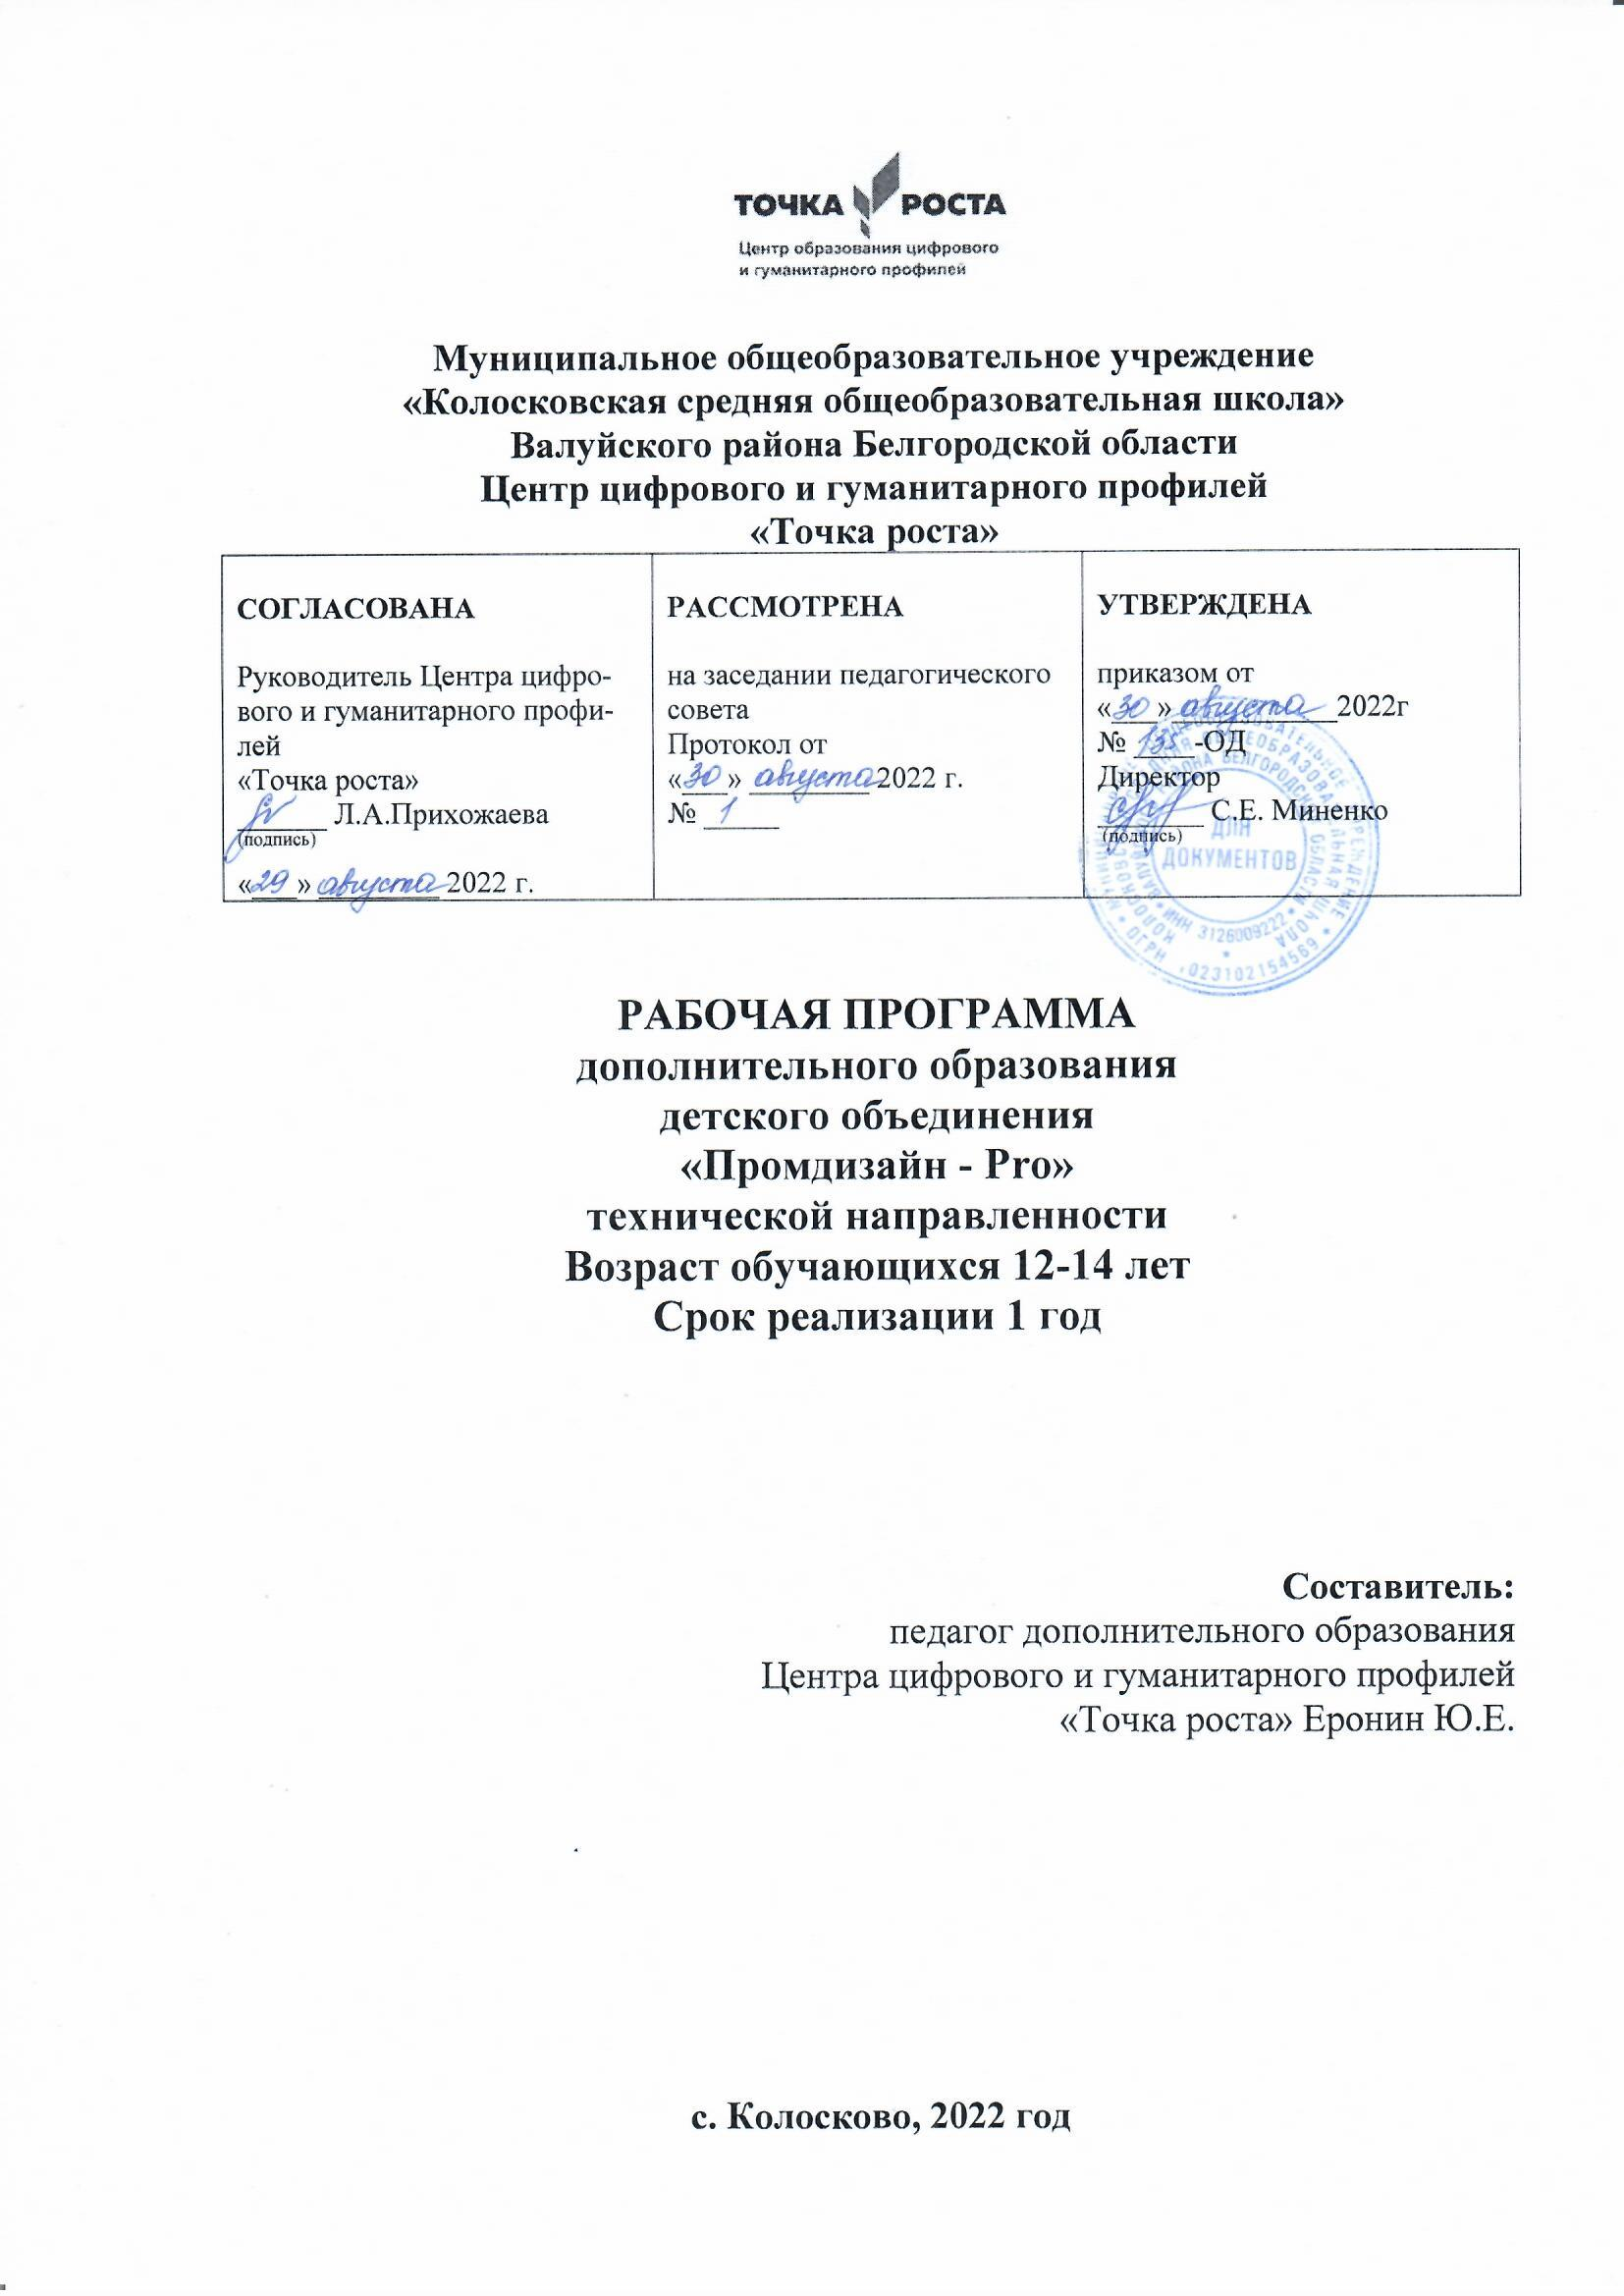 ТОЧКА РОСТА
Центр образования цифрового
и гуманитарного профилей
Муниципальное общеобразовательное учреждение
«Колосковская средняя общеобразовательная школа»
Валуйского района Белгородской области
Центр цифрового и гуманитарного профилей
«Точка роста»
СОГЛАСОВАНА
Руководитель Центра цифро-
вого и гуманитарного профи-
лей
«Точка роста»
______ Л.А.Прихожаева
(подпись)
«29» августа 2022 г.
РАССМОТРЕНА
на заседании педагогического
совета
Протокол от
«30» августа 2022 г.
№ 1
УТВЕРЖДЕНА
приказом от
«30» августа 2022г
№ 135 -ОД
Директор
_______ С.Е. Миненко
(подпись)
ДЛЯ
ДОКУМЕНТОВ
ИНН 3126009222
РАБОЧАЯ ПРОГРАММА
дополнительного образования
детского объединения
«Промдизайн - Pro»
технической направленности
Возраст обучающихся 12-14 лет
Срок реализации 1 год
Составитель:
педагог дополнительного образования
Центра цифрового и гуманитарного профилей
«Точка роста» Еронин Ю.Е.
с. Колосково, 2022 год